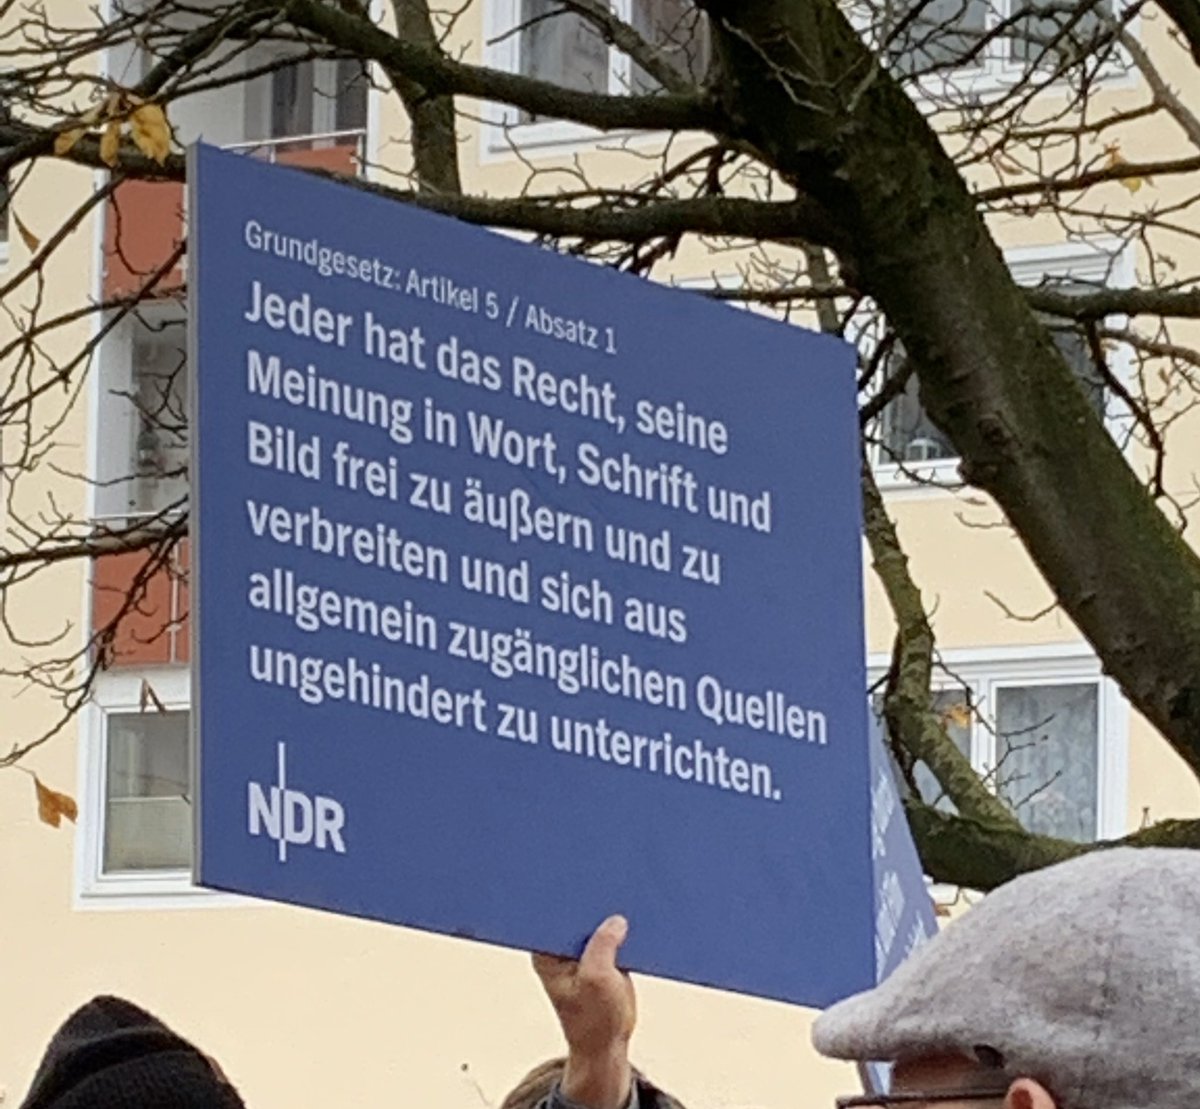 Grundgesetz: Artikel 5 / Absatz 1
Jeder hat das Recht, seine
Meinung in Wort, Schrift und
Bild frei zu äußern und zu
verbreiten und sich aus
allgemein zugänglichen Quellen
ungehindert zu unterrichten.
NDR